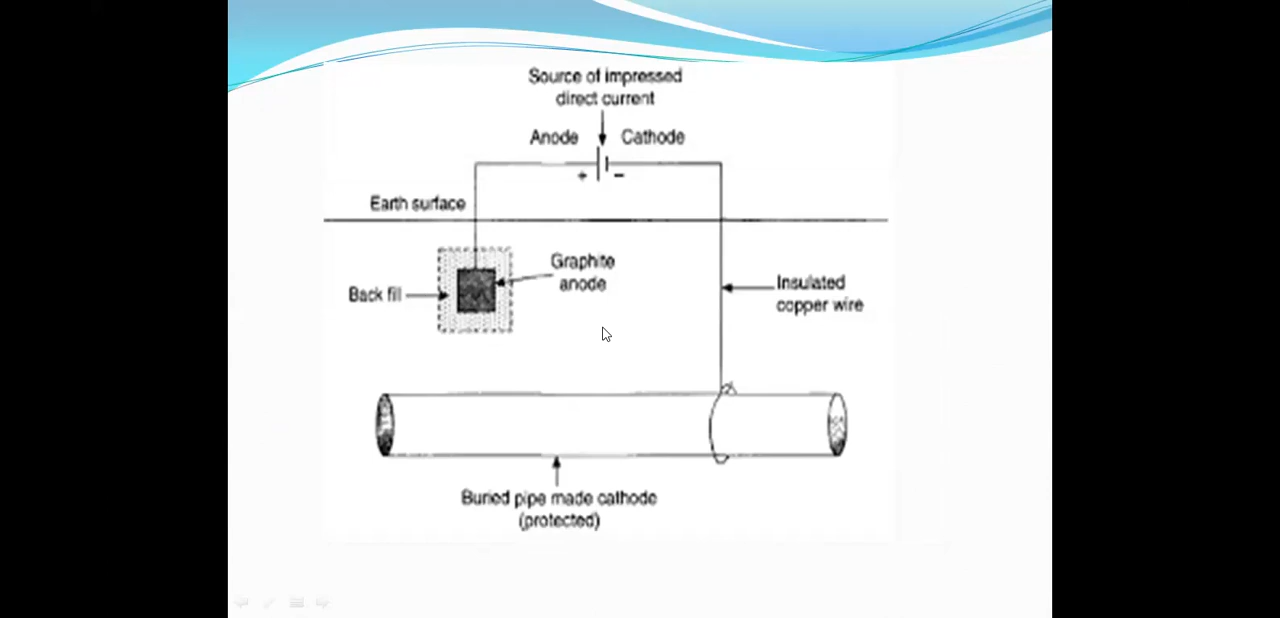 Source of impressed
direct current
Anode Cathode
+ −
Earth surface
Graphite
anode
Back fill
Insulated
copper wire
Buried pipe made cathode
(protected)